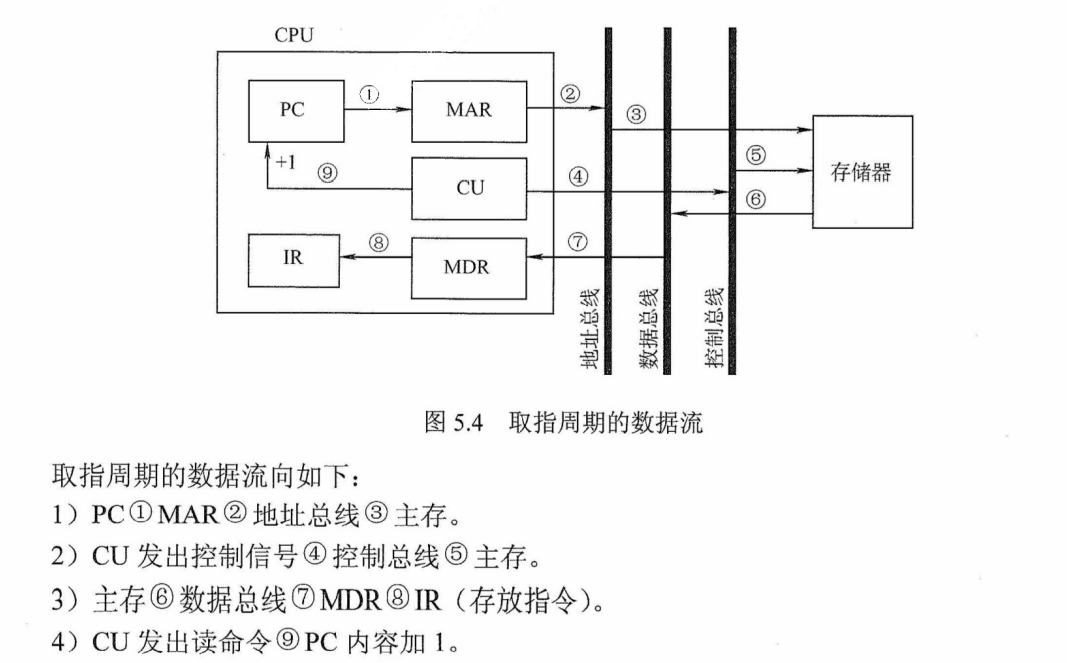 CPU
PC
①
MAR
②
③
+1
⑨
CU
④
⑤
存储器
⑥
IR
⑧
MDR
⑦
地址总线
数据总线
控制总线
图 5.4 取指周期的数据流
取指周期的数据流向如下：
1）PC①MAR②地址总线③主存。
2）CU 发出控制信号④控制总线⑤主存。
3）主存⑥数据总线⑦MDR⑧IR（存放指令）。
4）CU 发出读命令⑨PC 内容加 1。